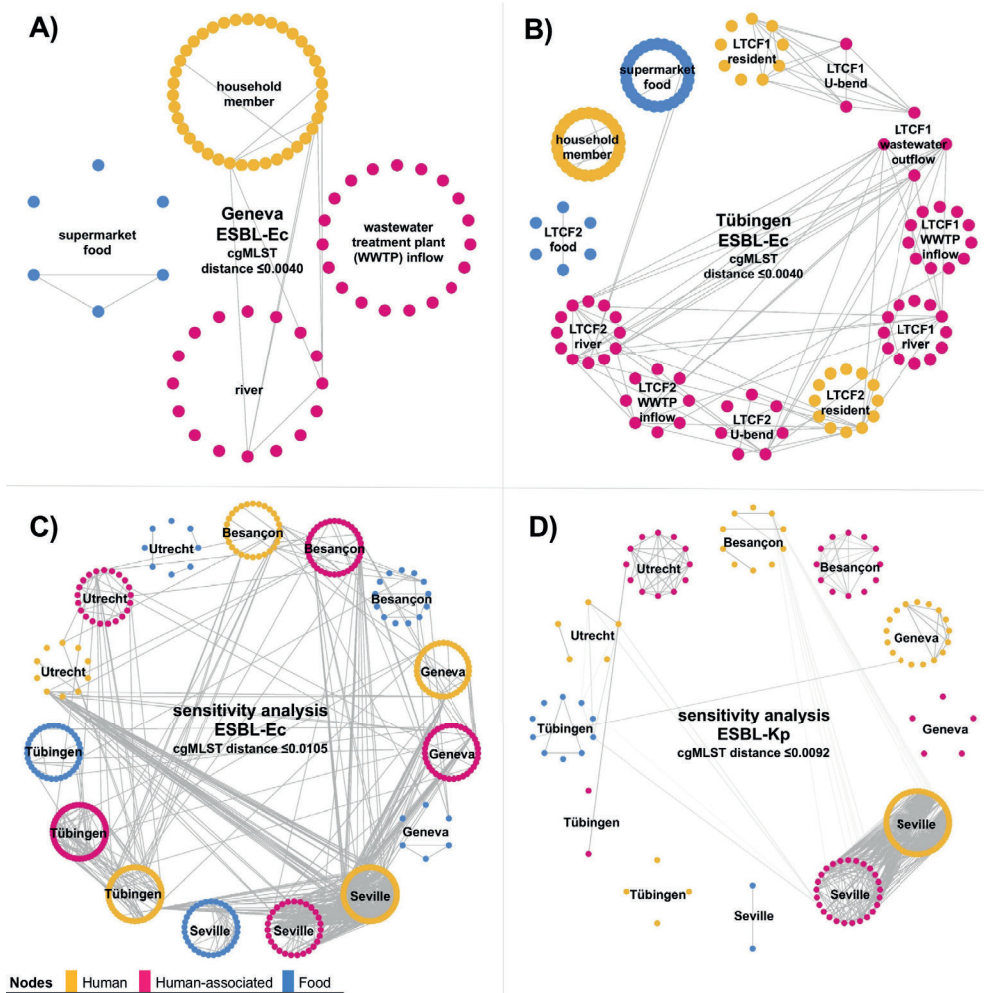 A)
household
member
supermarket
food
Geneva
ESBL-Ec
cgMLST
distance ≤0.0040
wastewater
treatment plant
(WWTP) inflow
river
B)
LTCF1
resident
LTCF1
U-bend
supermarket
food
LTCF1
wastewater
outflow
household
member
LTCF2
food
Tübingen
ESBL-Ec
cgMLST
distance ≤0.0040
LTCF1
WWTP
inflow
LTCF2
river
LTCF1
river
LTCF2
WWTP
inflow
LTCF2
U-bend
LTCF2
resident
C)
Utrecht
Besançon
Besançon
Utrecht
Besançon
Utrecht
Geneva
sensitivity analysis
ESBL-Ec
cgMLST distance ≤0.0105
Tübingen
Geneva
Tübingen
Geneva
Tübingen
Seville
Seville
Seville
D)
Besançon
Utrecht
Besançon
Utrecht
Geneva
Tübingen
sensitivity analysis
ESBL-Kp
cgMLST distance ≤0.0092
Geneva
Tübingen
Seville
Tübingen
Seville
Seville
Nodes Human Human-associated Food